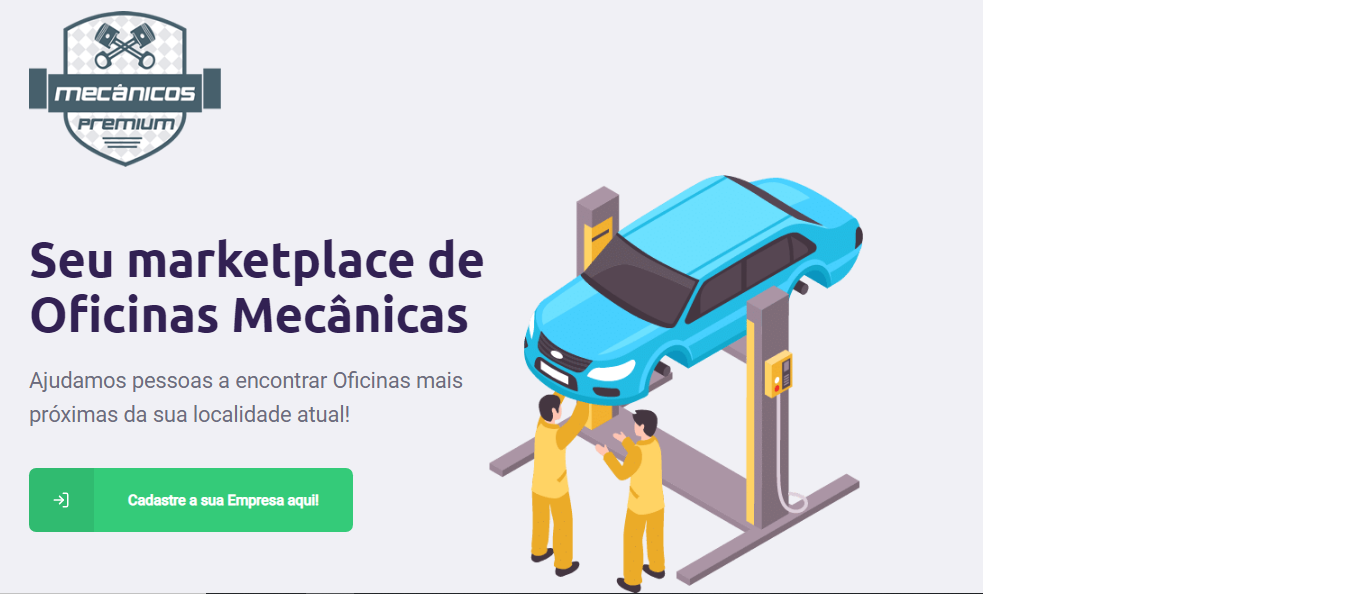 mecânicos
premium
Seu marketplace de
Oficinas Mecânicas
Ajudamos pessoas a encontrar Oficinas mais
próximas da sua localidade atual!
Cadastre a sua Empresa aqui!